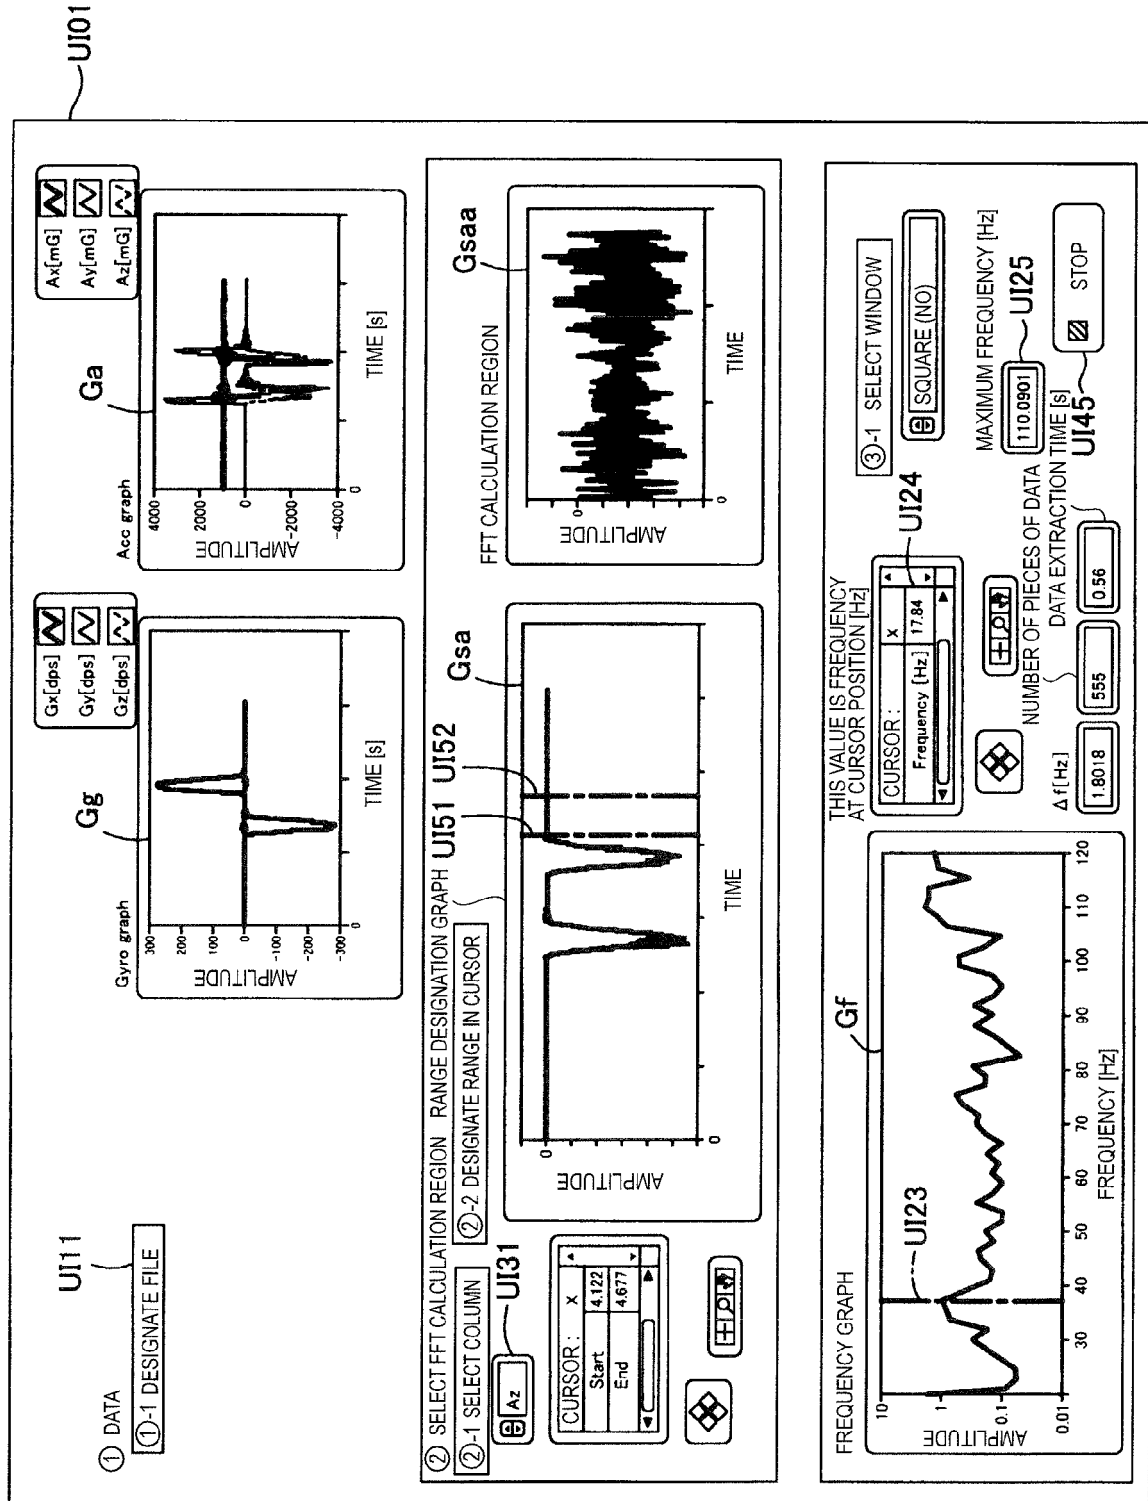 UI01
UI11
① DATA
①-1 DESIGNATE FILE
Gg
Gx[dps]
Gy[dps]
Gz[dps]
Gyro graph
300
200
100
0
-100
-200
-300
AMPLITUDE
0
TIME [s]
Ga
Ax[mG]
Ay[mG]
Az[mG]
Acc graph
4000
2000
0
-2000
-4000
AMPLITUDE
0
TIME [s]
② SELECT FFT CALCULATION REGION
RANGE DESIGNATION GRAPH
②-1 SELECT COLUMN
②-2 DESIGNATE RANGE IN CURSOR
UI31
Az
CURSOR: X
Start 4.122
End 4.677
UI51
UI52
Gsa
0
AMPLITUDE
0
TIME
FFT CALCULATION REGION
Gsaa
AMPLITUDE
0
TIME
FREQUENCY GRAPH
UI23
Gf
10
1
0.1
0.01
AMPLITUDE
30 40 50 60 70 80 90 100 110 120
FREQUENCY [Hz]
THIS VALUE IS FREQUENCY
AT CURSOR POSITION [Hz]
UI24
CURSOR: X
Frequency [Hz] 17.84
③-1 SELECT WINDOW
SQUARE (NO)
MAXIMUM FREQUENCY [Hz]
110.0901
UI25
NUMBER OF PIECES OF DATA
DATA EXTRACTION TIME [s]
Δf[Hz]
1.8018
555
0.56
UI45
STOP